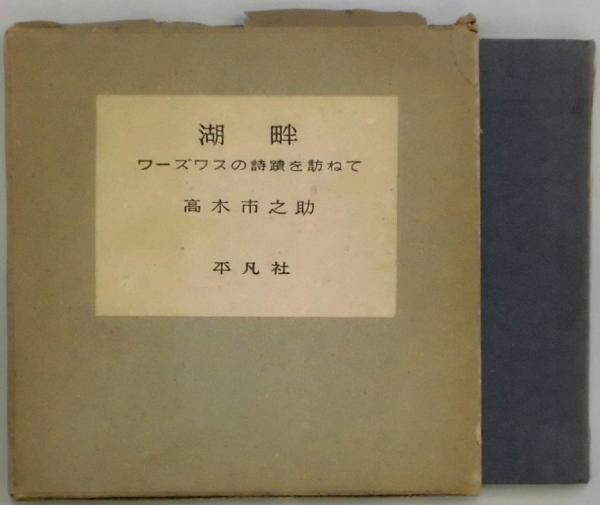 湖畔
ワーズワスの詩蹟を訪ねて
高木市之助
平凡社